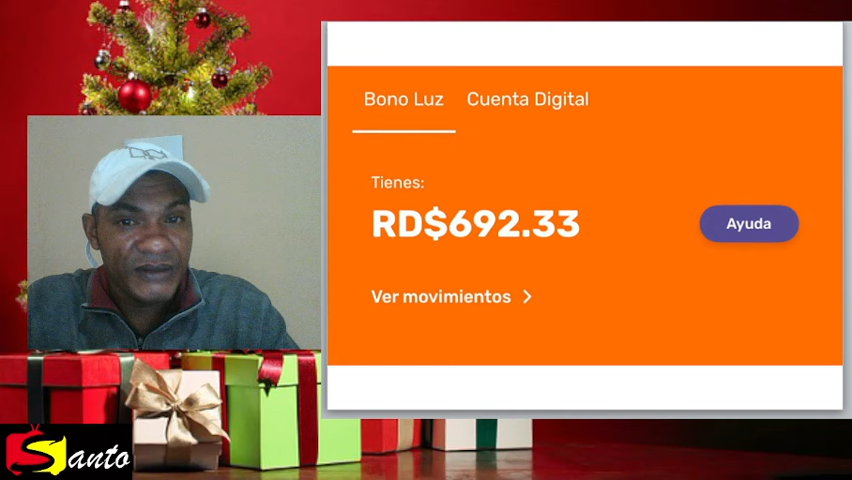 Bono Luz Cuenta Digital
Tienes:
RD$692.33
Ayuda
Ver movimientos
Santo